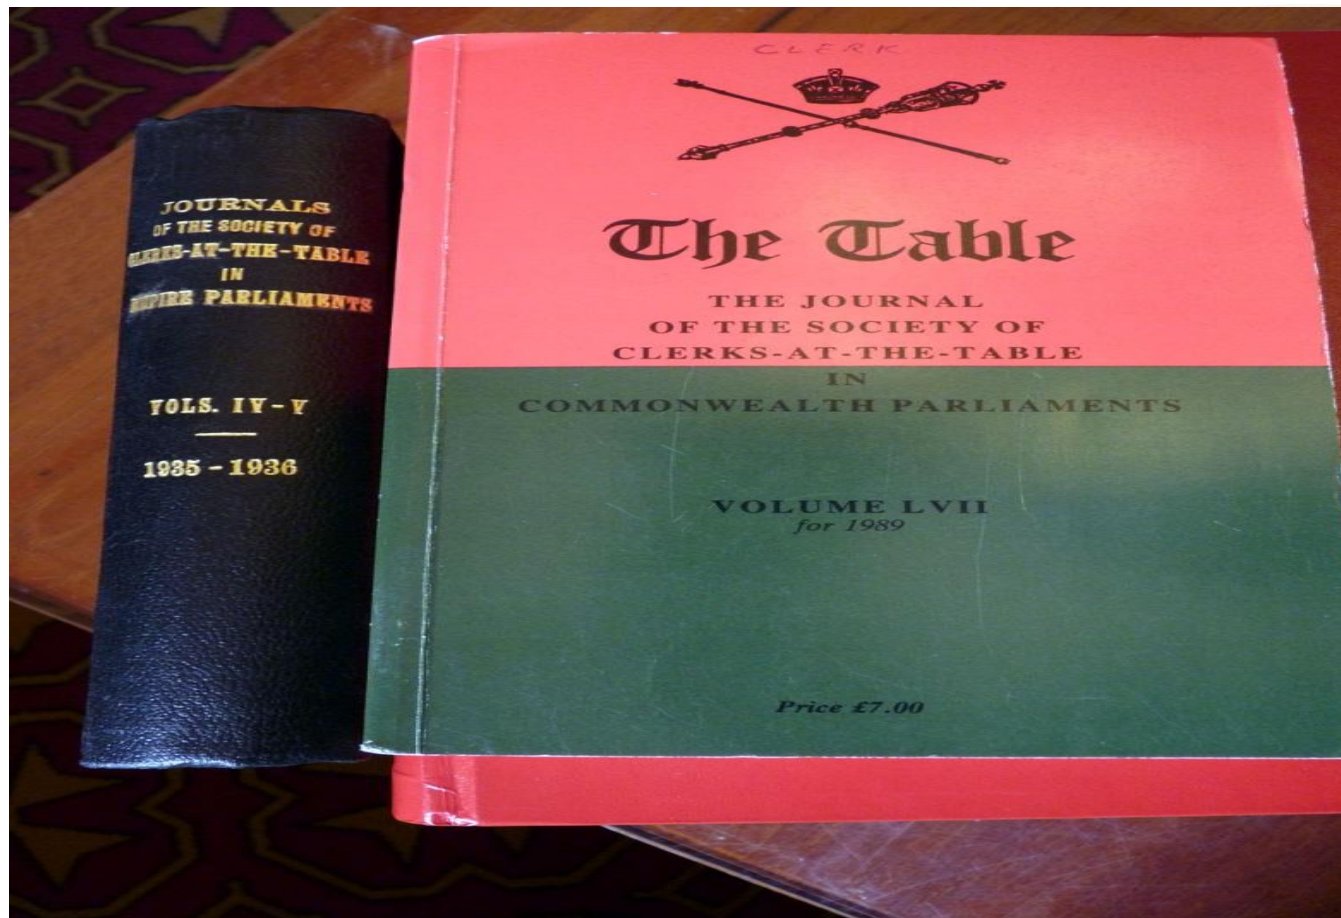 JOURNALS
OF THE SOCIETY OF
CLERKS-AT-THE-TABLE
IN
EMPIRE PARLIAMENTS
VOLS. IV-V
1935-1936
CLERK
The Table
THE JOURNAL
OF THE SOCIETY OF
CLERKS-AT-THE-TABLE
IN
COMMONWEALTH PARLIAMENTS
VOLUME LVII
for 1989
Price £7.00